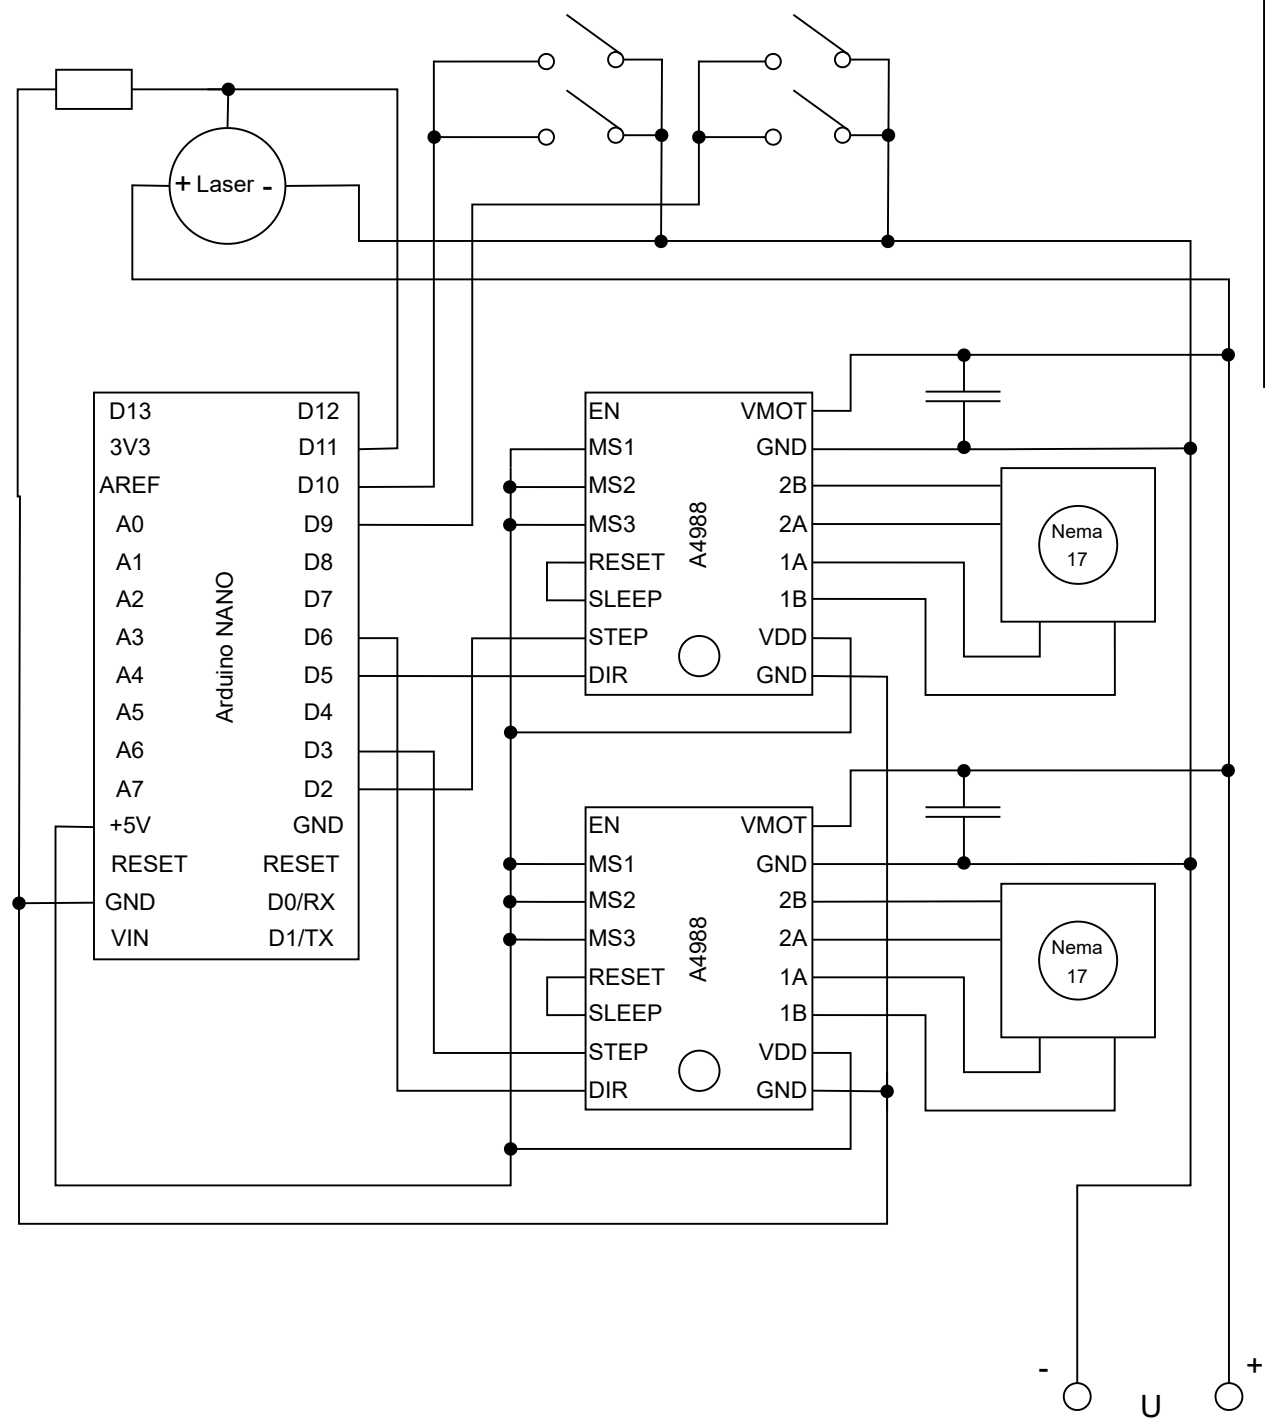 + Laser -
D13 D12
3V3 D11
AREF D10
A0 D9
A1 D8
A2 D7
A3 D6
A4 D5
A5 D4
A6 D3
A7 D2
+5V GND
RESET RESET
GND D0/RX
VIN D1/TX
Arduino NANO
EN VMOT
MS1 GND
MS2 2B
MS3 2A
RESET 1A
SLEEP 1B
STEP VDD
DIR GND
A4988
Nema
17
EN VMOT
MS1 GND
MS2 2B
MS3 2A
RESET 1A
SLEEP 1B
STEP VDD
DIR GND
A4988
Nema
17
- +
U